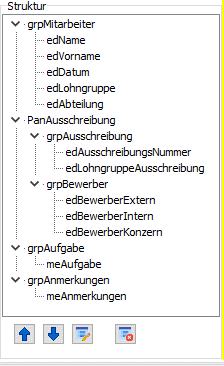 Struktur
grpMitarbeiter
edName
edVorname
edDatum
edLohngruppe
edAbteilung
PanAusschreibung
grpAusschreibung
edAusschreibungsNummer
edLohngruppeAusschreibung
grpBewerber
edBewerberExtern
edBewerberIntern
edBewerberKonzern
grpAufgabe
meAufgabe
grpAnmerkungen
meAnmerkungen